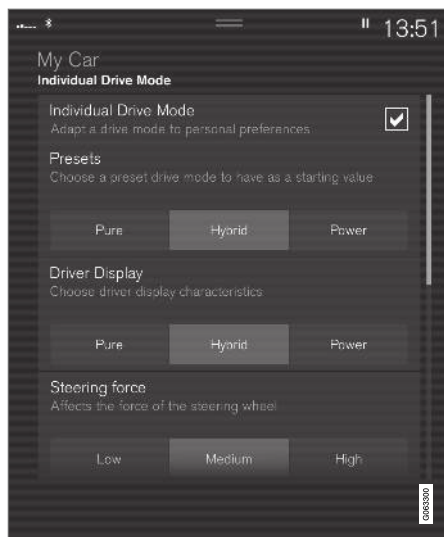 13:51
My Car
Individual Drive Mode
Individual Drive Mode
Adapt a drive mode to personal preferences
Presets
Choose a preset drive mode to have as a starting value
Pure Hybrid Power
Driver Display
Choose driver display characteristics
Pure Hybrid Power
Steering force
Affects the force of the steering wheel
Low Medium High
G063300